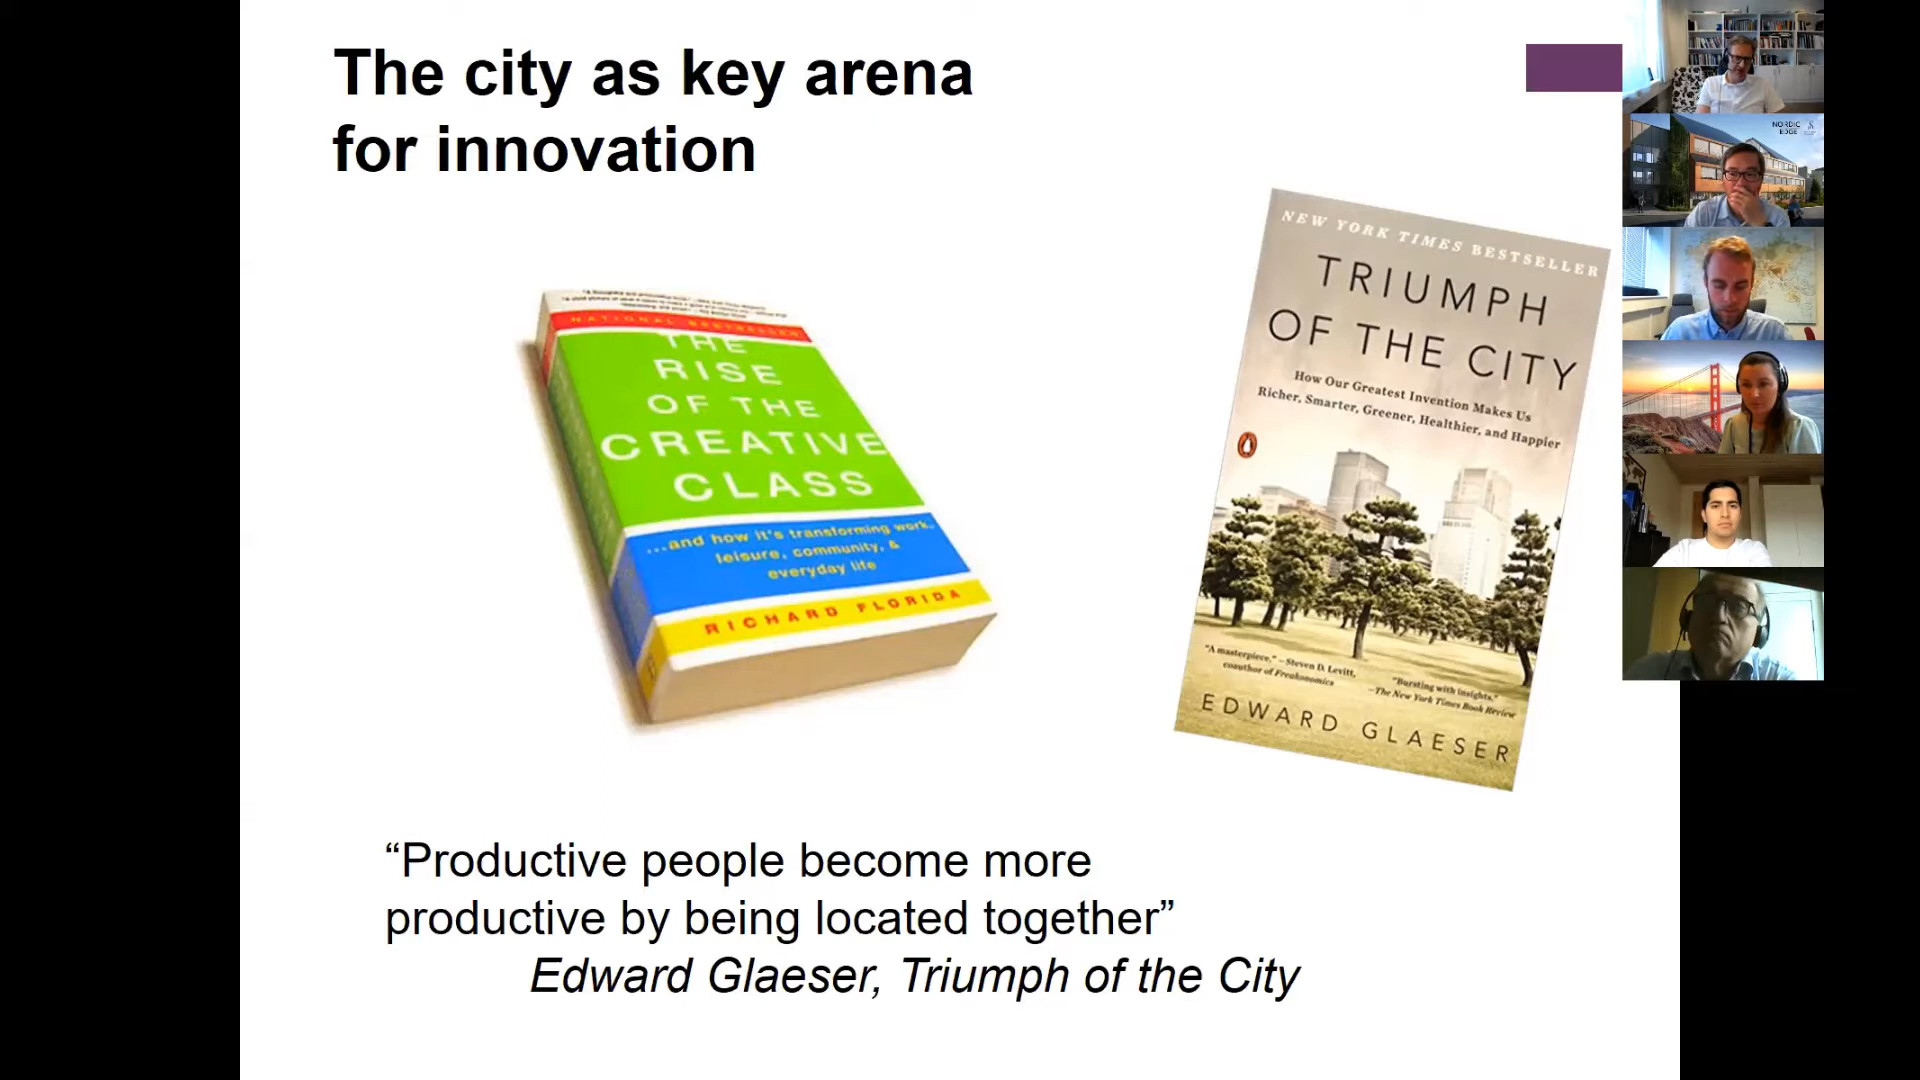 The city as key arena
for innovation
NORDIC
EDGE
NATIONAL BESTSELLER
THE
RISE
OF THE
CREATIVE
CLASS
...and how it's transforming work,
leisure, community, &
everyday life
RICHARD FLORIDA
NEW YORK TIMES BESTSELLER
TRIUMPH
OF THE CITY
How Our Greatest Invention Makes Us
Richer, Smarter, Greener, Healthier, and Happier
"A masterpiece." –Steven D. Levitt,
coauthor of Freakonomics
"Bursting with insights."
–The New York Times Book Review
EDWARD GLAESER
“Productive people become more
productive by being located together”
Edward Glaeser, Triumph of the City